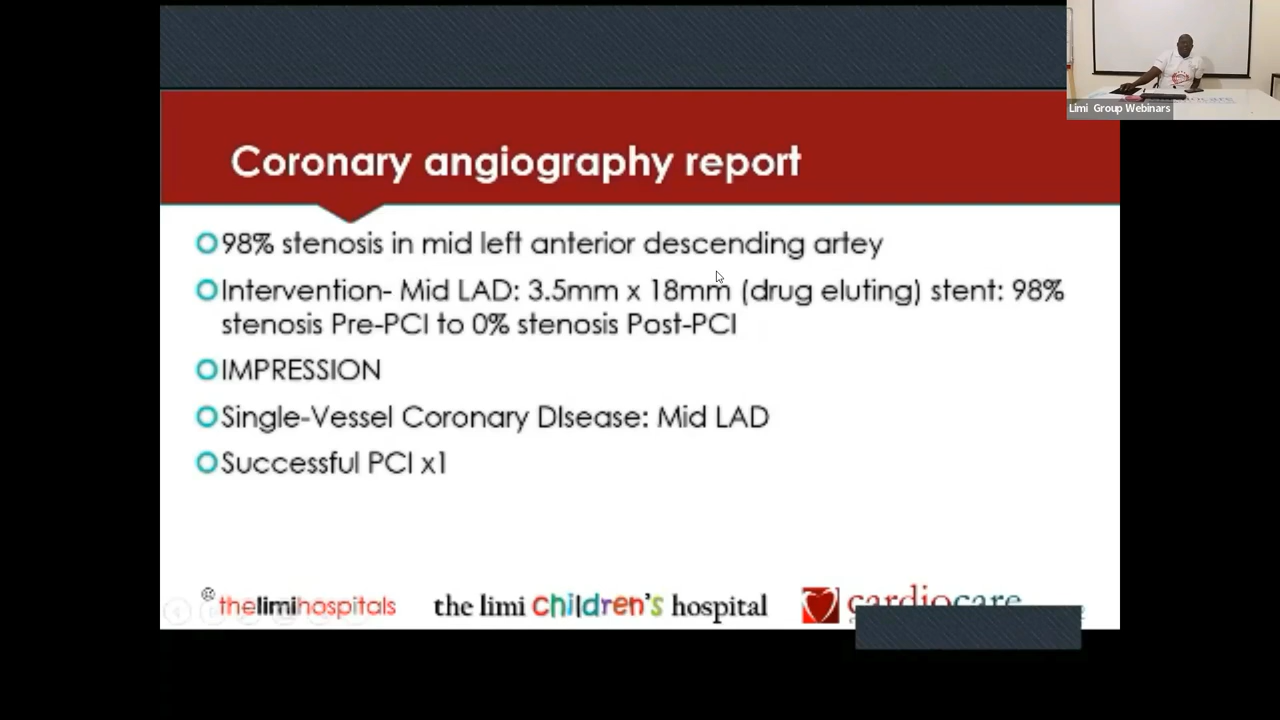 Limi Group Webinars
Coronary angiography report
98% stenosis in mid left anterior descending artey
Intervention- Mid LAD: 3.5mm x 18mm (drug eluting) stent: 98%
stenosis Pre-PCI to 0% stenosis Post-PCI
IMPRESSION
Single-Vessel Coronary DIsease: Mid LAD
Successful PCI x1
thelimihospitals
the limi children's hospital
cardiocare